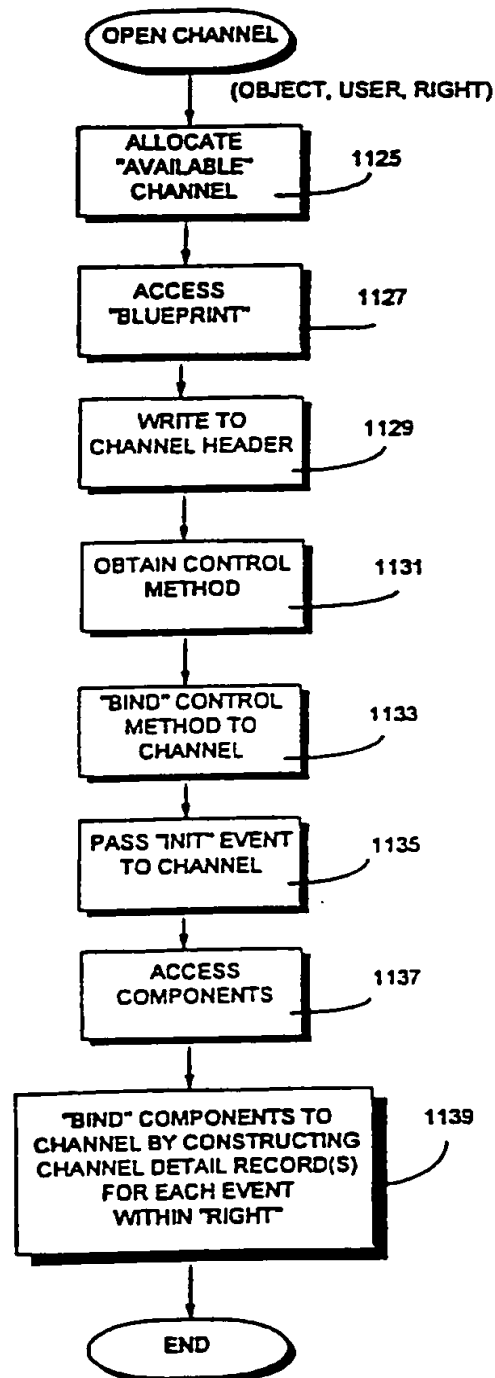 OPEN CHANNEL
(OBJECT, USER, RIGHT)
ALLOCATE
"AVAILABLE"
CHANNEL
1125
ACCESS
"BLUEPRINT"
1127
WRITE TO
CHANNEL HEADER
1129
OBTAIN CONTROL
METHOD
1131
"BIND" CONTROL
METHOD TO
CHANNEL
1133
PASS "INIT" EVENT
TO CHANNEL
1135
ACCESS
COMPONENTS
1137
"BIND" COMPONENTS TO
CHANNEL BY CONSTRUCTING
CHANNEL DETAIL RECORD(S)
FOR EACH EVENT
WITHIN "RIGHT"
1139
END